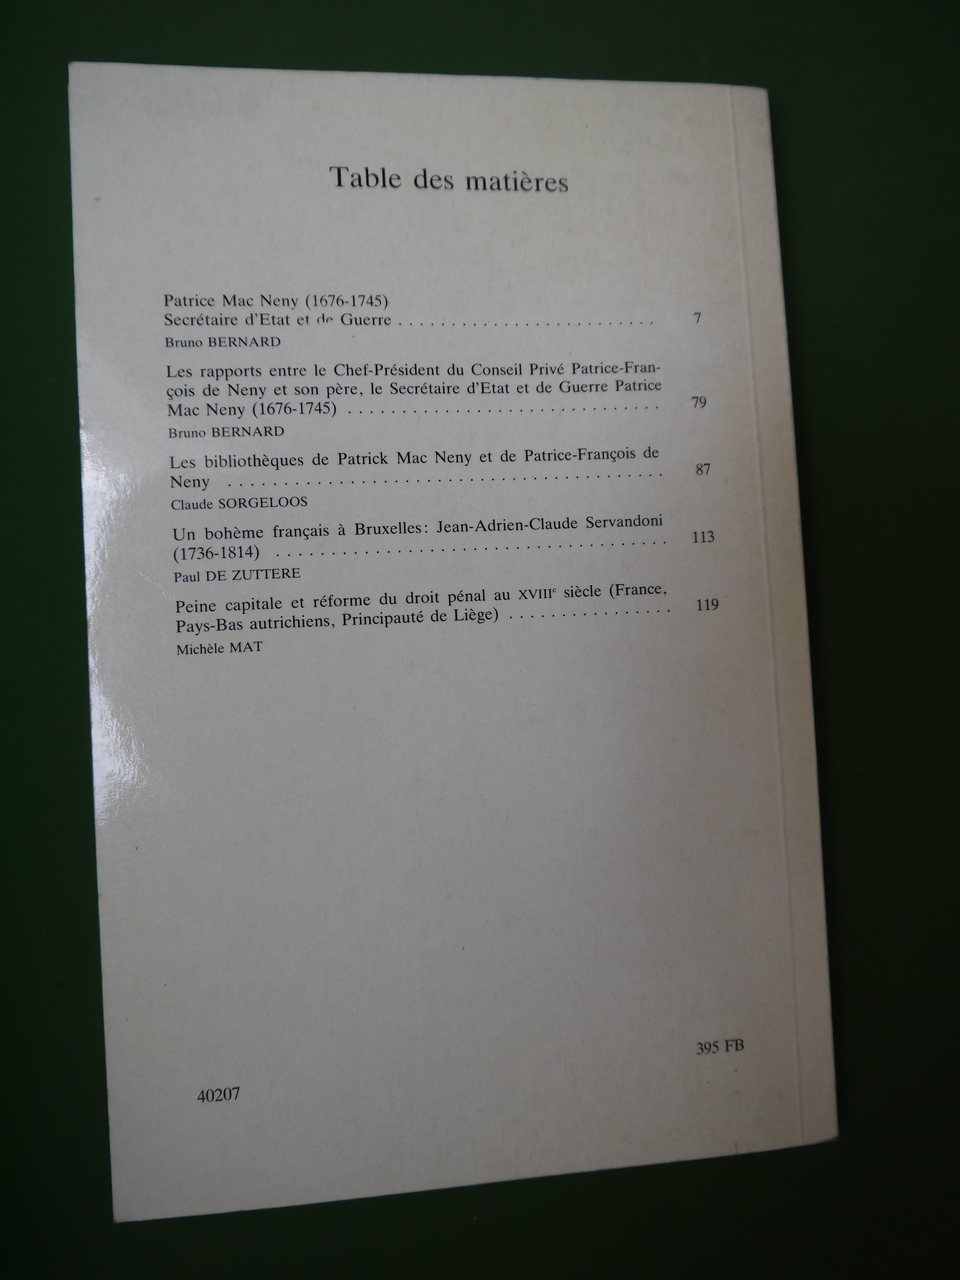 Table des matières
Patrice Mac Neny (1676-1745)
Secrétaire d'Etat et de Guerre . . . . . . . . . . . . . . . . . . . . . . . . . 7
Bruno BERNARD
Les rapports entre le Chef-Président du Conseil Privé Patrice-Fran-
çois de Neny et son père, le Secrétaire d'Etat et de Guerre Patrice
Mac Neny (1676-1745) . . . . . . . . . . . . . . . . . . . . . . . . . . . . . 79
Bruno BERNARD
Les bibliothèques de Patrick Mac Neny et de Patrice-François de
Neny . . . . . . . . . . . . . . . . . . . . . . . . . . . . . . . . . . . . . . . 87
Claude SORGELOOS
Un bohème français à Bruxelles: Jean-Adrien-Claude Servandoni
(1736-1814) . . . . . . . . . . . . . . . . . . . . . . . . . . . . . . . . . . . . 113
Paul DE ZUTTERE
Peine capitale et réforme du droit pénal au XVIIIe siècle (France,
Pays-Bas autrichiens, Principauté de Liège) . . . . . . . . . . . . . . . 119
Michèle MAT
395 FB
40207